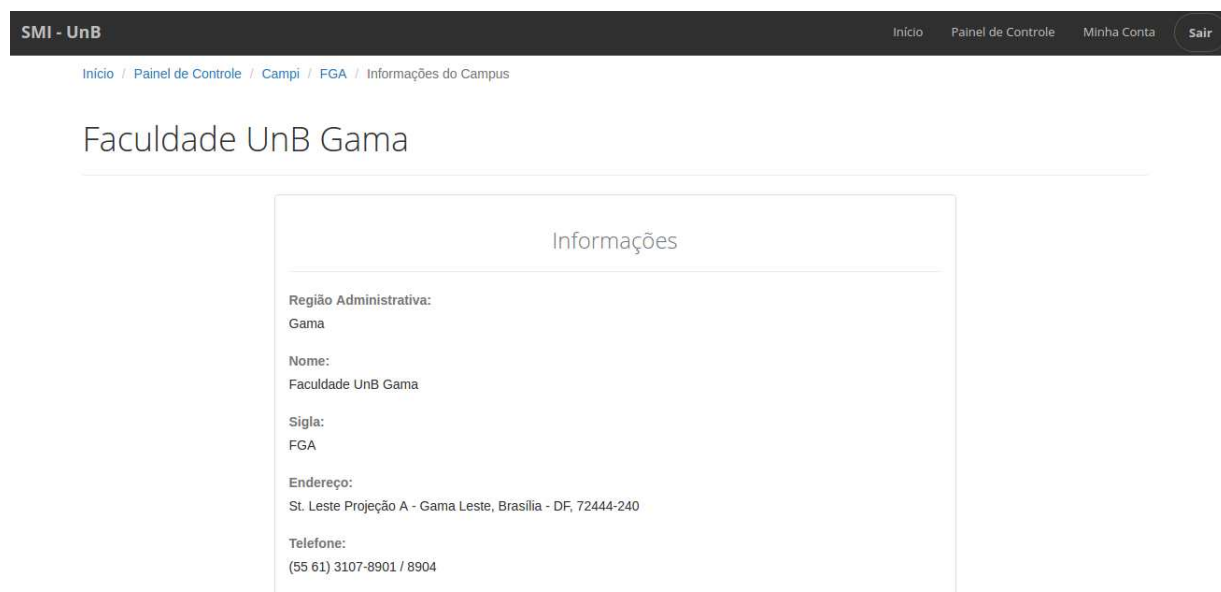 SMI - UnB
Início Painel de Controle Minha Conta Sair
Início / Painel de Controle / Campi / FGA / Informações do Campus
Faculdade UnB Gama
Informações
Região Administrativa:
Gama
Nome:
Faculdade UnB Gama
Sigla:
FGA
Endereço:
St. Leste Projeção A - Gama Leste, Brasília - DF, 72444-240
Telefone:
(55 61) 3107-8901 / 8904